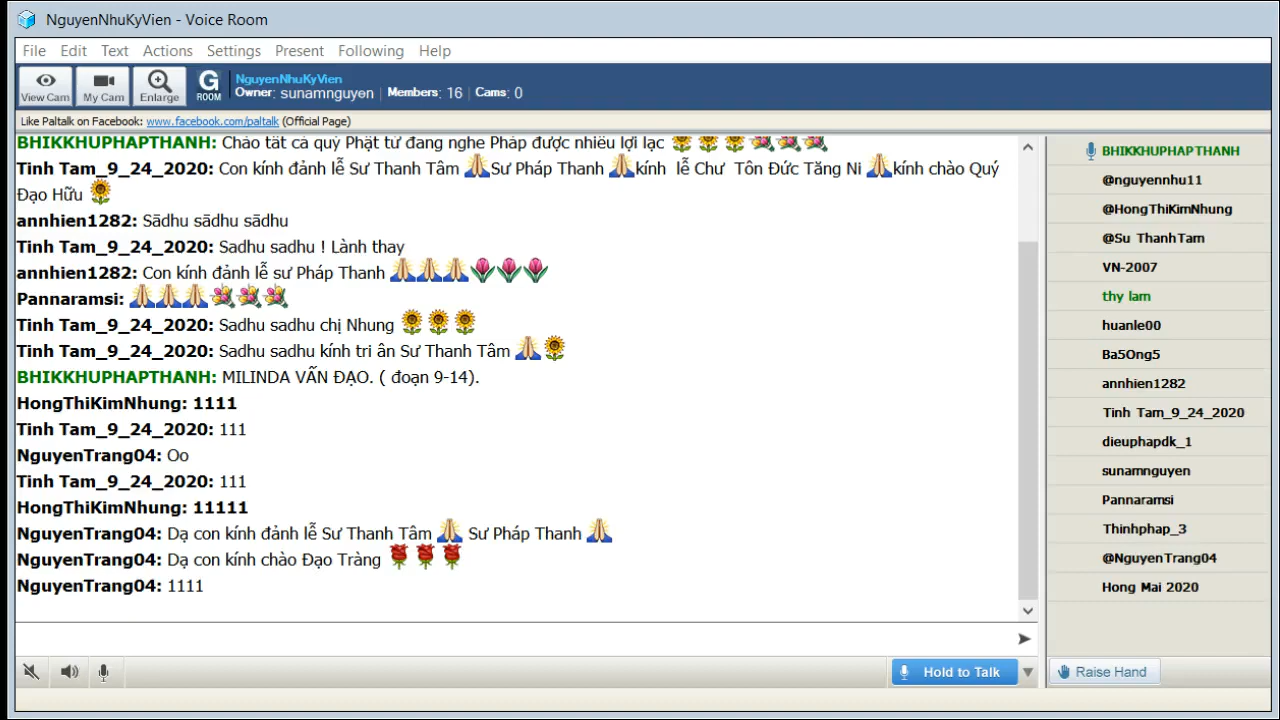 NguyenNhuKyVien - Voice Room
File Edit Text Actions Settings Present Following Help
View Cam My Cam Enlarge G ROOM NguyenNhuKyVien
Owner: sunamnguyen Members: 16 Cams: 0
Like Paltalk on Facebook: www.facebook.com/paltalk (Official Page)
BHIKKHUPHAPTHANH: Chào tất cả quý Phật tử đang nghe Pháp được nhiều lợi lạc
Tinh Tam_9_24_2020: Con kính đảnh lễ Sư Thanh Tâm Sư Pháp Thanh kính lễ Chư Tôn Đức Tăng Ni kính chào Quý
Đạo Hữu
annhien1282: Sādhu sādhu sādhu
Tinh Tam_9_24_2020: Sadhu sadhu ! Lành thay
annhien1282: Con kính đảnh lễ sư Pháp Thanh
Pannaramsi:
Tinh Tam_9_24_2020: Sadhu sadhu chị Nhung
Tinh Tam_9_24_2020: Sadhu sadhu kính tri ân Sư Thanh Tâm
BHIKKHUPHAPTHANH: MILINDA VẤN ĐẠO. ( đoạn 9-14).
HongThiKimNhung: 1111
Tinh Tam_9_24_2020: 111
NguyenTrang04: Oo
Tinh Tam_9_24_2020: 111
HongThiKimNhung: 11111
NguyenTrang04: Dạ con kính đảnh lễ Sư Thanh Tâm Sư Pháp Thanh
NguyenTrang04: Dạ con kính chào Đạo Tràng
NguyenTrang04: 1111
Hold to Talk
BHIKKHUPHAPTHANH
@nguyennhu11
@HongThiKimNhung
@Su ThanhTam
VN-2007
thy lam
huanle00
Ba5Ong5
annhien1282
Tinh Tam_9_24_2020
dieuphapdk_1
sunamnguyen
Pannaramsi
Thinhphap_3
@NguyenTrang04
Hong Mai 2020
Raise Hand